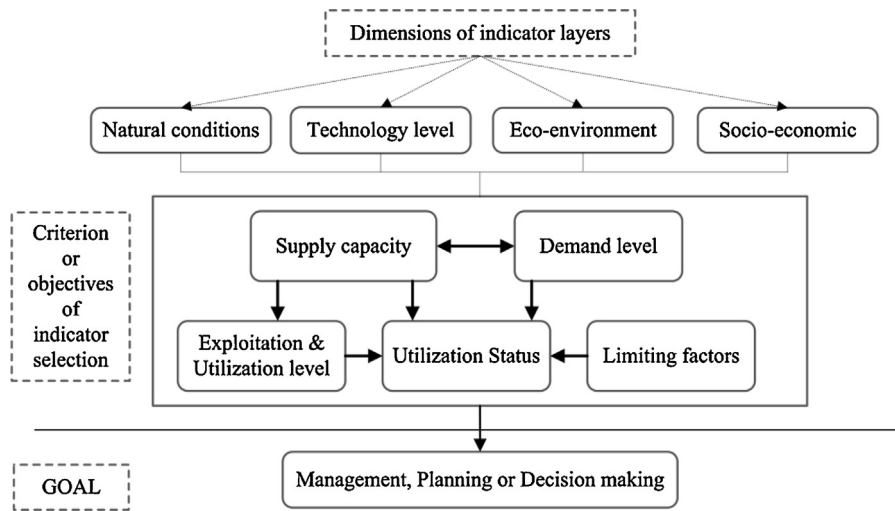 Dimensions of indicator layers
Natural conditions
Technology level
Eco-environment
Socio-economic
Criterion
or
objectives
of
indicator
selection
Supply capacity
Demand level
Exploitation &
Utilization level
Utilization Status
Limiting factors
GOAL
Management, Planning or Decision making